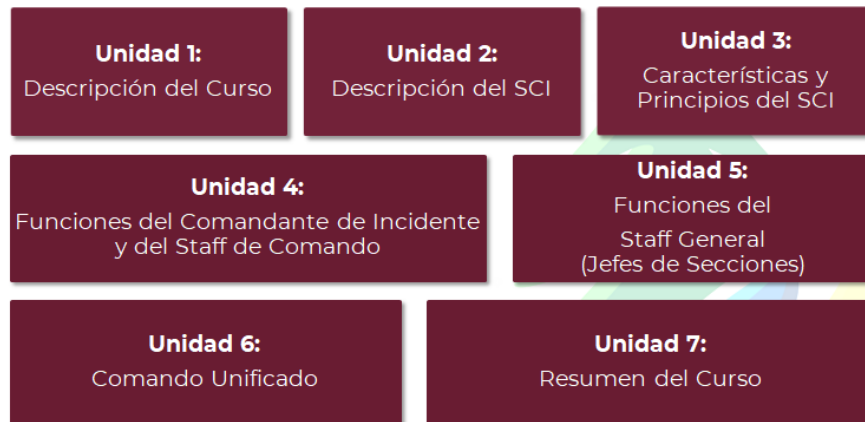 Unidad 1:
Descripción del Curso
Unidad 2:
Descripción del SCI
Unidad 3:
Características y
Principios del SCI
Unidad 4:
Funciones del Comandante de Incidente
y del Staff de Comando
Unidad 5:
Funciones del
Staff General
(Jefes de Secciones)
Unidad 6:
Comando Unificado
Unidad 7:
Resumen del Curso